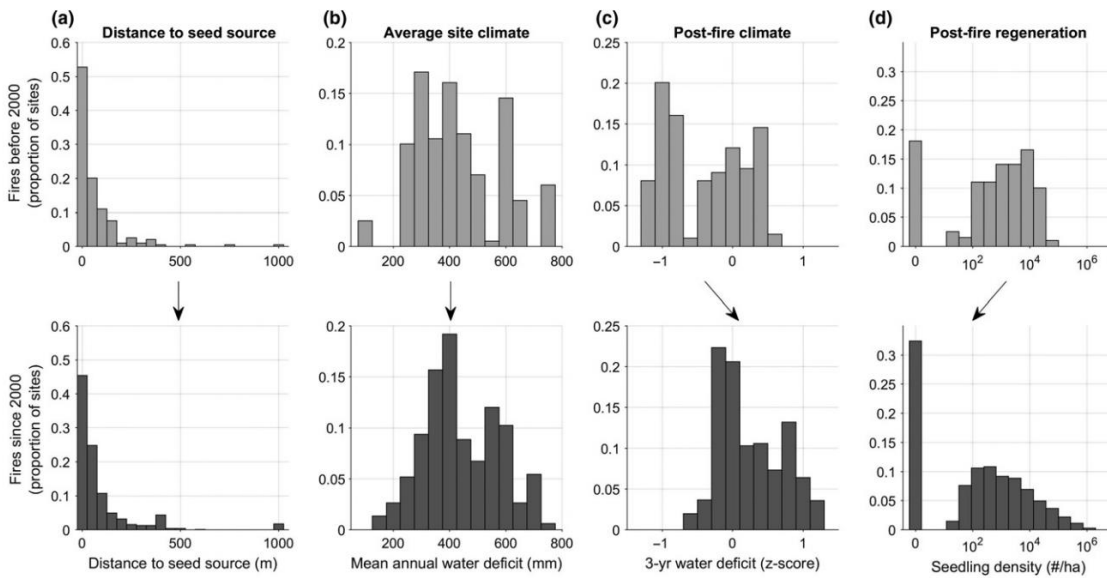 (a)
Distance to seed source
(b)
Average site climate
(c)
Post-fire climate
(d)
Post-fire regeneration
Fires before 2000
(proportion of sites)
0.6
0.5
0.4
0.3
0.2
0.1
0
0 500 1000
0.2
0.15
0.1
0.05
0
200 400 600 800
0.25
0.2
0.15
0.1
0.05
0
−1 0 1
0.3
0.25
0.2
0.15
0.1
0.05
0
0 10² 10⁴ 10⁶
Fires since 2000
(proportion of sites)
0.6
0.5
0.4
0.3
0.2
0.1
0
0 500 1000
Distance to seed source (m)
0.2
0.15
0.1
0.05
0
200 400 600 800
Mean annual water deficit (mm)
0.25
0.2
0.15
0.1
0.05
0
−1 0 1
3-yr water deficit (z-score)
0.3
0.25
0.2
0.15
0.1
0.05
0
0 10² 10⁴ 10⁶
Seedling density (#/ha)